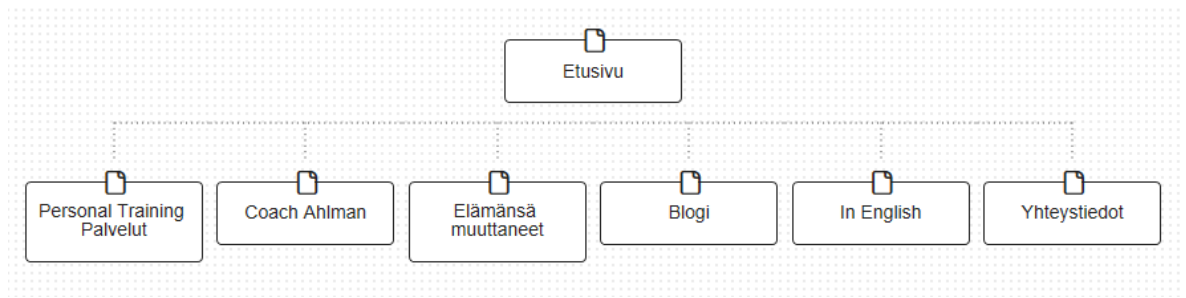 Etusivu
Personal Training
Palvelut
Coach Ahlman
Elämänsä
muuttaneet
Blogi
In English
Yhteystiedot